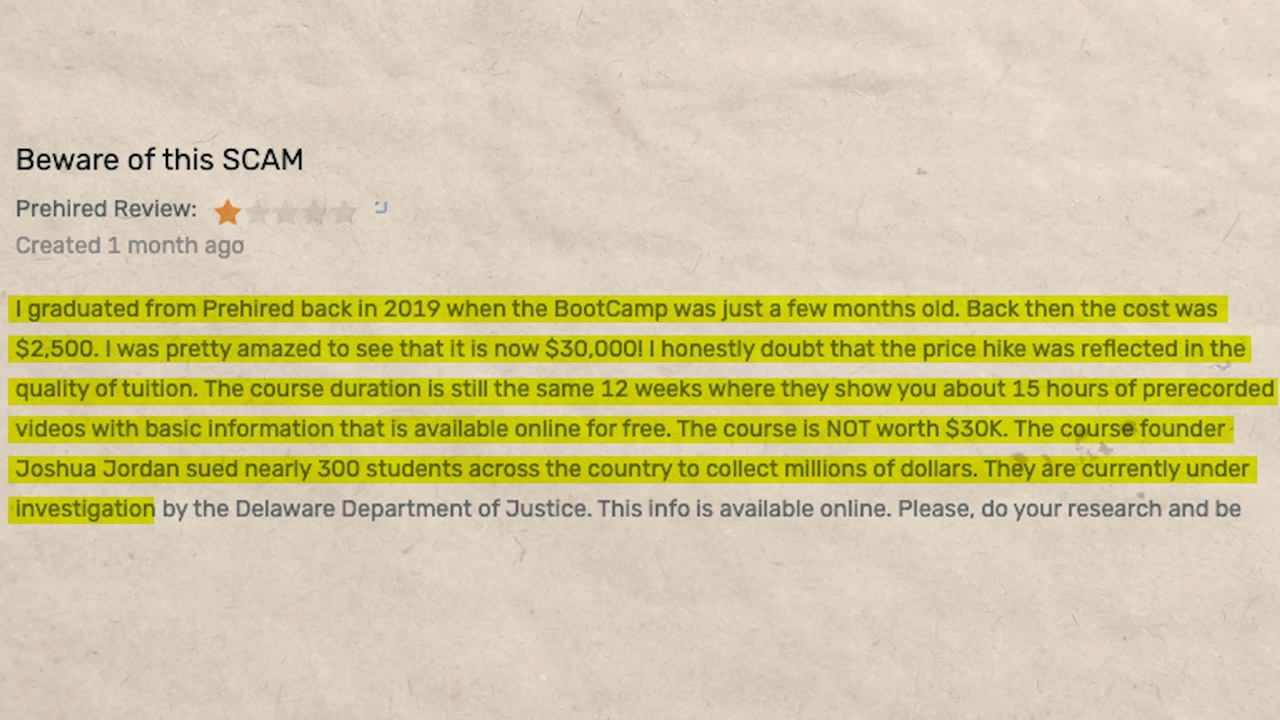 Beware of this SCAM
Prehired Review:
Created 1 month ago
I graduated from Prehired back in 2019 when the BootCamp was just a few months old. Back then the cost was
$2,500. I was pretty amazed to see that it is now $30,000! I honestly doubt that the price hike was reflected in the
quality of tuition. The course duration is still the same 12 weeks where they show you about 15 hours of prerecorded
videos with basic information that is available online for free. The course is NOT worth $30K. The course founder
Joshua Jordan sued nearly 300 students across the country to collect millions of dollars. They are currently under
investigation by the Delaware Department of Justice. This info is available online. Please, do your research and be